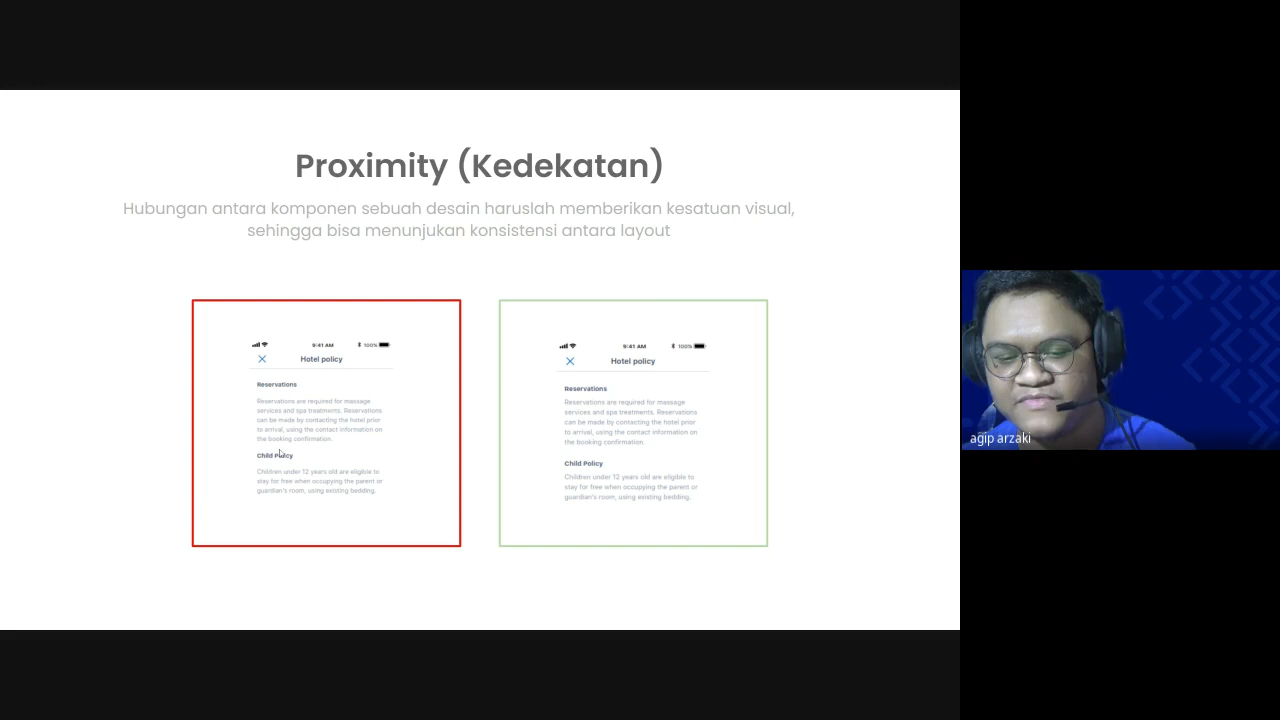 Proximity (Kedekatan)
Hubungan antara komponen sebuah desain haruslah memberikan kesatuan visual,
sehingga bisa menunjukan konsistensi antara layout
9:41 AM
100%
Hotel policy
Reservations
Reservations are required for massage
services and spa treatments. Reservations
can be made by contacting the hotel prior
to arrival, using the contact information on
the booking confirmation.
Child Policy
Children under 12 years old are eligible to
stay for free when occupying the parent or
guardian's room, using existing bedding.
9:41 AM
100%
Hotel policy
Reservations
Reservations are required for massage
services and spa treatments. Reservations
can be made by contacting the hotel prior
to arrival, using the contact information on
the booking confirmation.
Child Policy
Children under 12 years old are eligible to
stay for free when occupying the parent or
guardian's room, using existing bedding.
agip arzaki